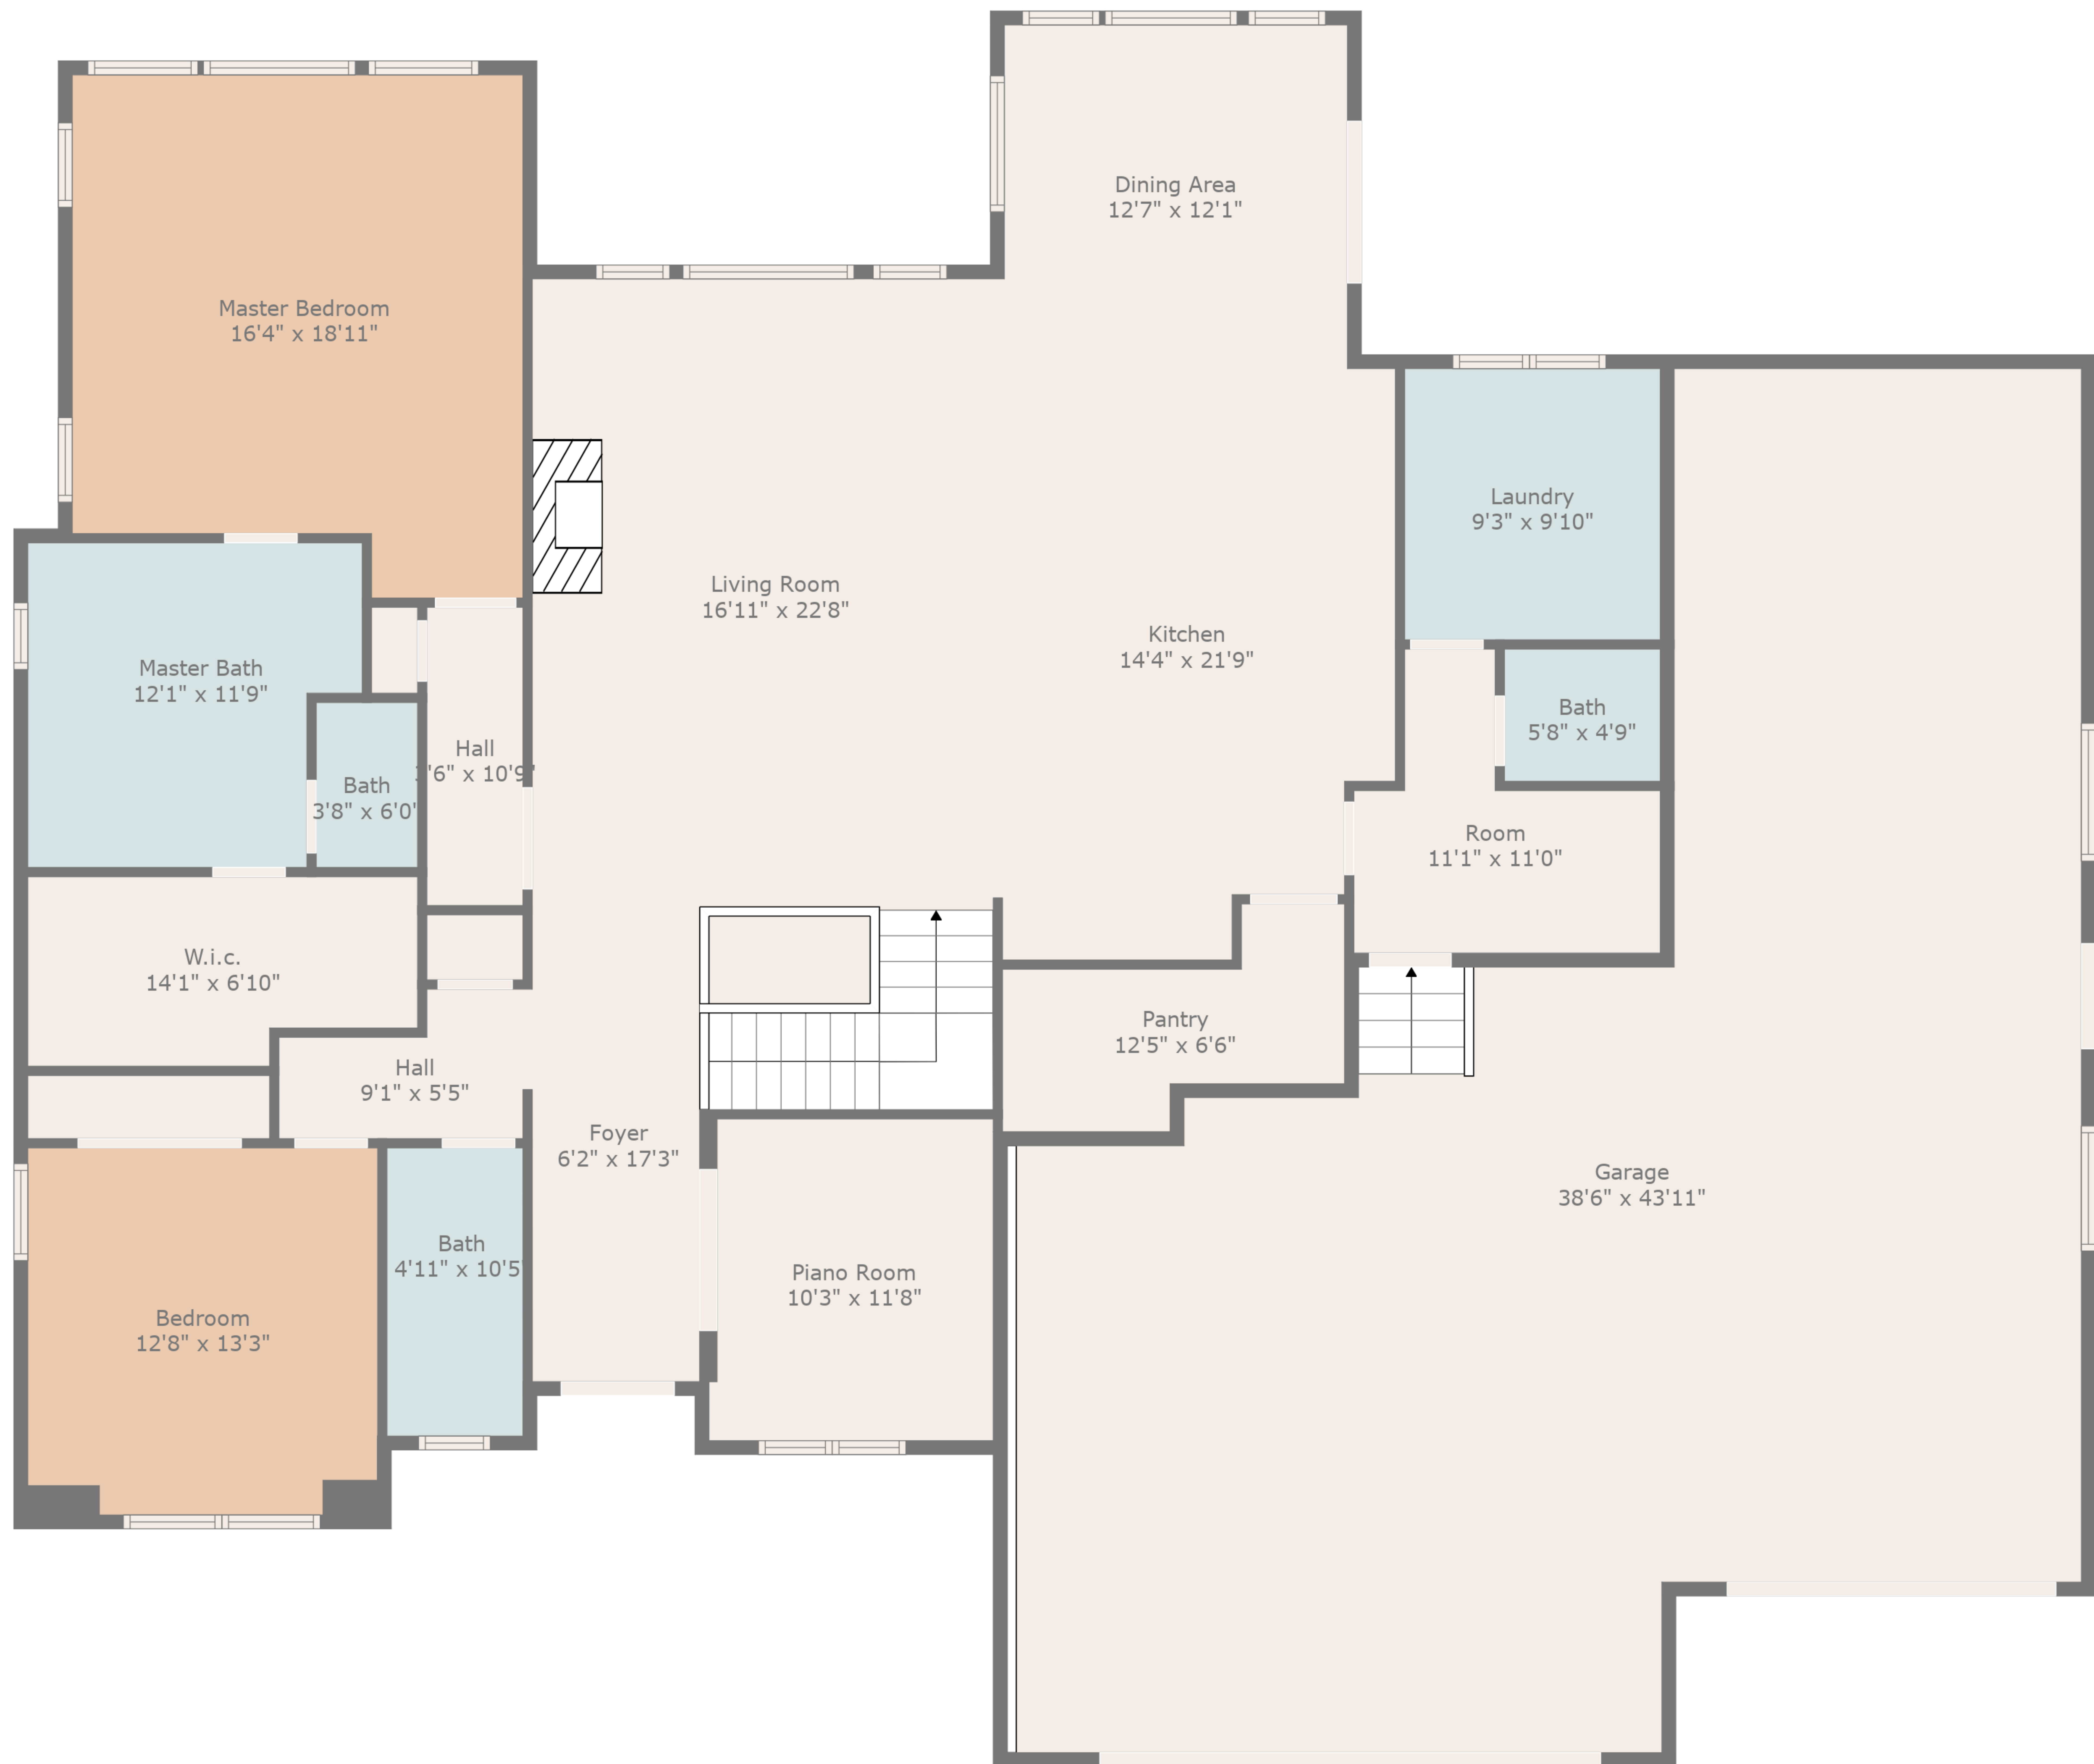 Dining Area
12'7" x 12'1"
Master Bedroom
16'4" x 18'11"
Laundry
9'3" x 9'10"
Living Room
16'11" x 22'8"
Kitchen
14'4" x 21'9"
Master Bath
12'1" x 11'9"
Bath
5'8" x 4'9"
Hall
'6" x 10'9"
Bath
3'8" x 6'0"
Room
11'1" x 11'0"
W.i.c.
14'1" x 6'10"
Pantry
12'5" x 6'6"
Hall
9'1" x 5'5"
Foyer
6'2" x 17'3"
Garage
38'6" x 43'11"
Bath
4'11" x 10'5
Piano Room
10'3" x 11'8"
Bedroom
12'8" x 13'3"